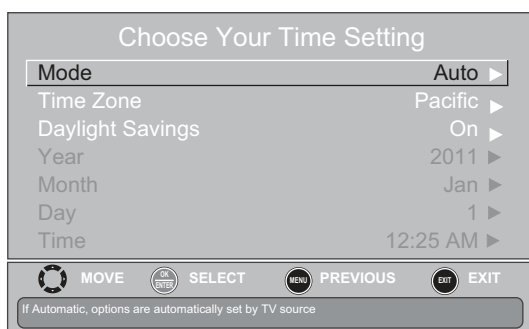 Choose Your Time Setting
Mode Auto
Time Zone Pacific
Daylight Savings On
Year 2011
Month Jan
Day 1
Time 12:25 AM
MOVE OK ENTER SELECT MENU PREVIOUS EXIT EXIT
If Automatic, options are automatically set by TV source